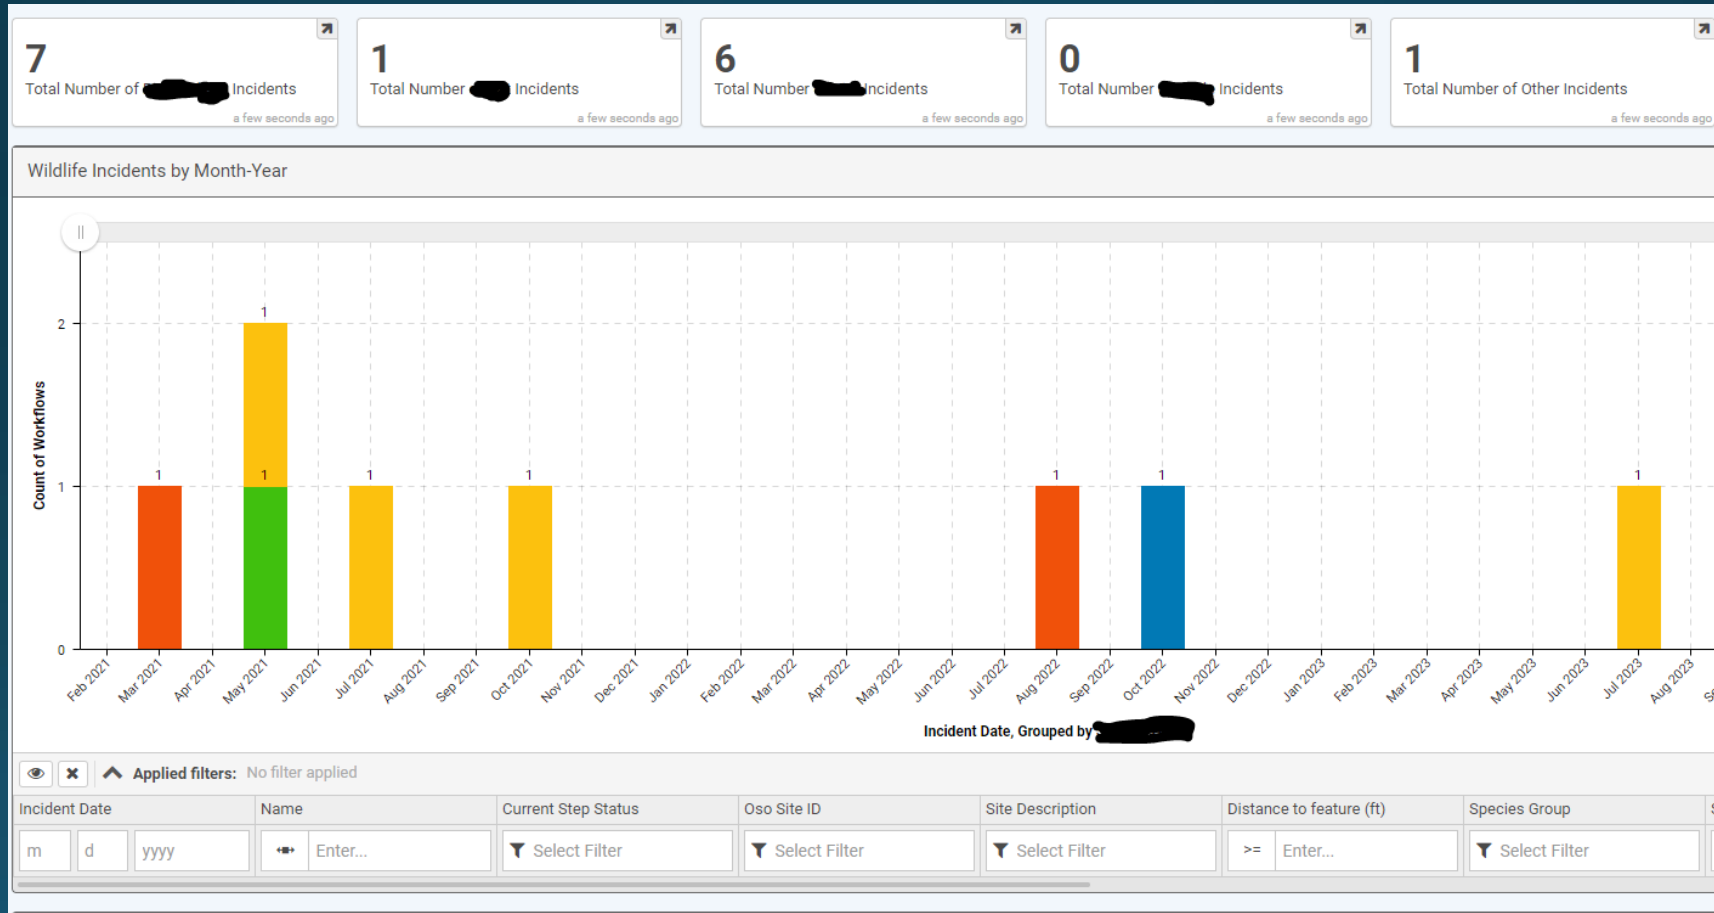 7
Total Number of Incidents
a few seconds ago
1
Total Number Incidents
a few seconds ago
6
Total Number Incidents
a few seconds ago
0
Total Number Incidents
a few seconds ago
1
Total Number of Other Incidents
a few seconds ago
Wildlife Incidents by Month-Year
Count of Workflows
2
1
0
1
1
1
1
1
1
1
1
Feb 2021
Mar 2021
Apr 2021
May 2021
Jun 2021
Jul 2021
Aug 2021
Sep 2021
Oct 2021
Nov 2021
Dec 2021
Jan 2022
Feb 2022
Mar 2022
Apr 2022
May 2022
Jun 2022
Jul 2022
Aug 2022
Sep 2022
Oct 2022
Nov 2022
Dec 2022
Jan 2023
Feb 2023
Mar 2023
Apr 2023
May 2023
Jun 2023
Jul 2023
Aug 2023
Incident Date, Grouped by
Applied filters: No filter applied
Incident Date Name Current Step Status Oso Site ID Site Description Distance to feature (ft) Species Group
m d yyyy Enter... Select Filter Select Filter Select Filter >= Enter... Select Filter